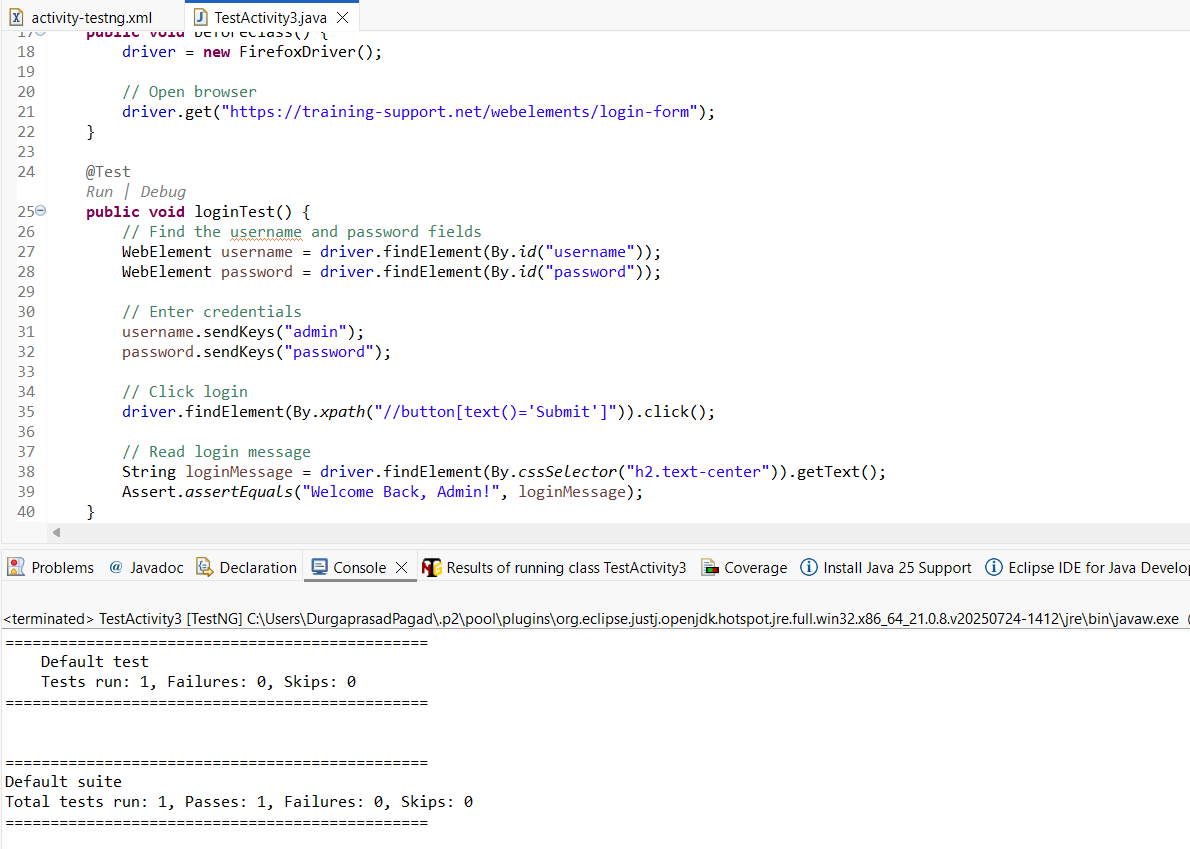 activity-testng.xml TestActivity3.java
17 public void beforeClass() {
18 driver = new FirefoxDriver();
19
20 // Open browser
21 driver.get("https://training-support.net/webelements/login-form");
22 }
23
24 @Test
Run | Debug
25 public void loginTest() {
26 // Find the username and password fields
27 WebElement username = driver.findElement(By.id("username"));
28 WebElement password = driver.findElement(By.id("password"));
29
30 // Enter credentials
31 username.sendKeys("admin");
32 password.sendKeys("password");
33
34 // Click login
35 driver.findElement(By.xpath("//button[text()='Submit']")).click();
36
37 // Read login message
38 String loginMessage = driver.findElement(By.cssSelector("h2.text-center")).getText();
39 Assert.assertEquals("Welcome Back, Admin!", loginMessage);
40 }
Problems @ Javadoc Declaration Console Results of running class TestActivity3 Coverage Install Java 25 Support Eclipse IDE for Java Develo
<terminated> TestActivity3 [TestNG] C:\Users\DurgaprasadPagad\.p2\pool\plugins\org.eclipse.justj.openjdk.hotspot.jre.full.win32.x86_64_21.0.8.v20250724-1412\jre\bin\javaw.exe (
===============================================
Default test
Tests run: 1, Failures: 0, Skips: 0
===============================================
===============================================
Default suite
Total tests run: 1, Passes: 1, Failures: 0, Skips: 0
===============================================